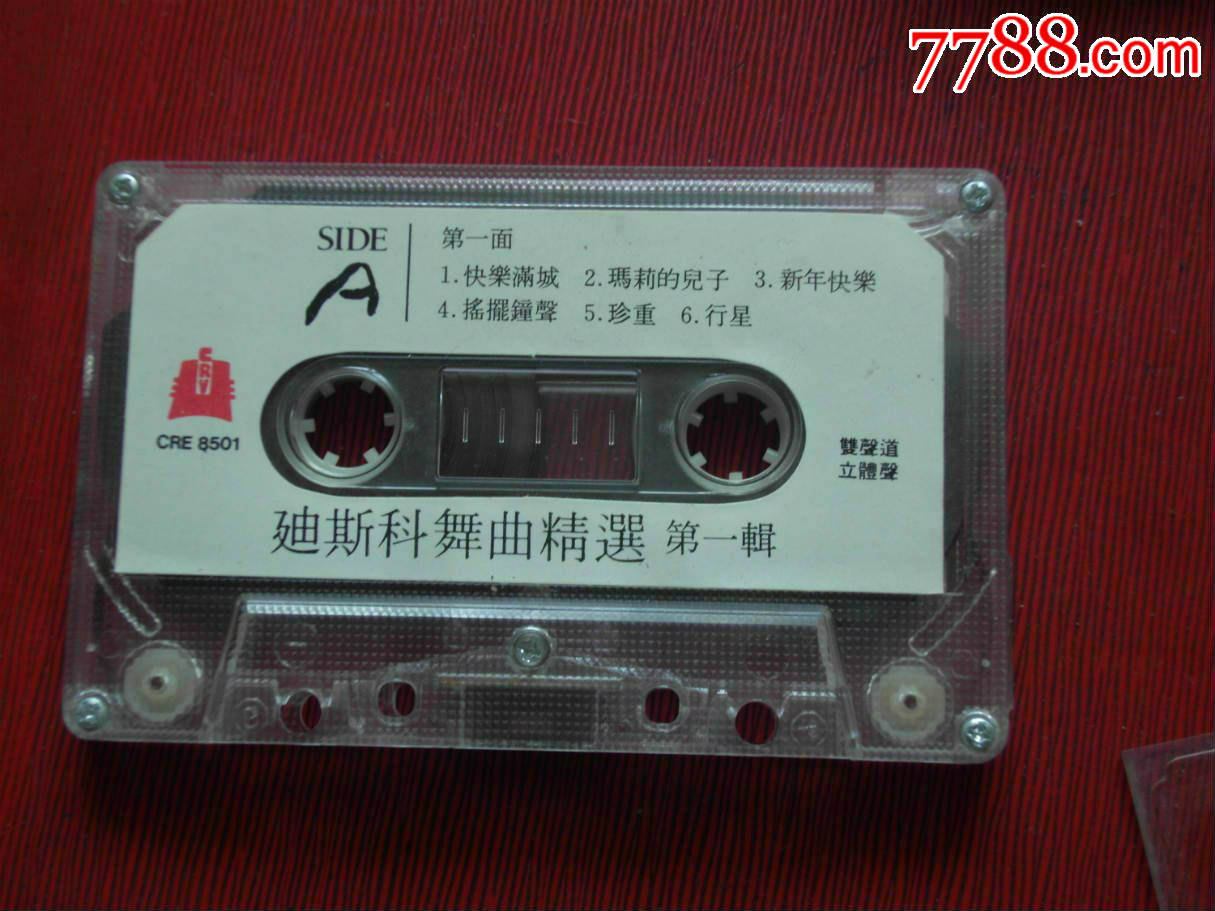 7788.com
SIDE
A
第一面
1.快樂滿城 2.瑪莉的兒子 3.新年快樂
4.搖擺鐘聲 5.珍重 6.行星
CRV
CRE 8501
雙聲道
立體聲
廸斯科舞曲精選 第一輯